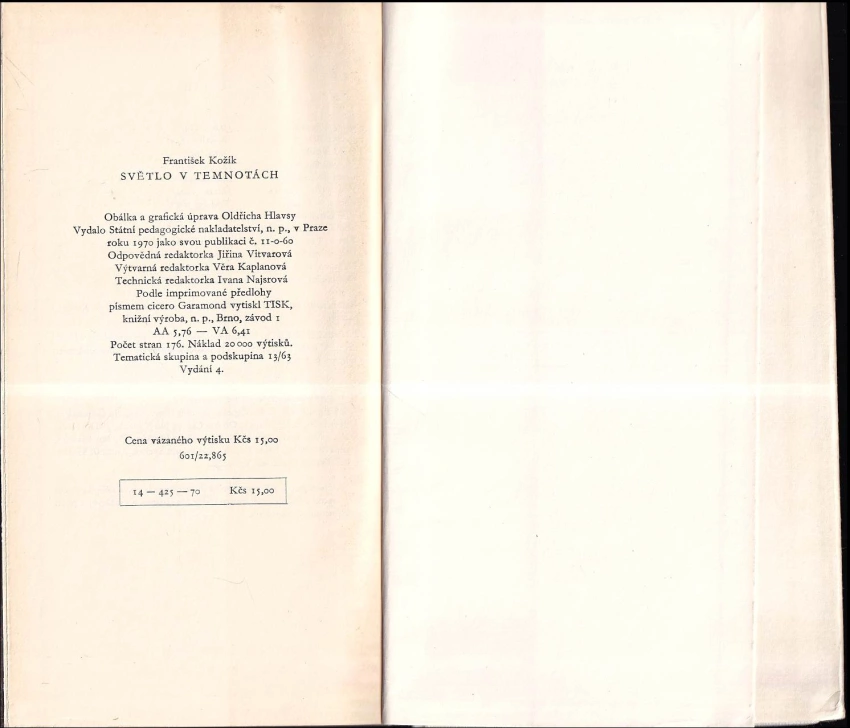 František Kožík
SVĚTLO V TEMNOTÁCH
Obálka a grafická úprava Oldřicha Hlavsy
Vydalo Státní pedagogické nakladatelství, n. p., v Praze
roku 1970 jako svou publikaci č. 11-0-60
Odpovědná redaktorka Jiřina Vitvarová
Výtvarná redaktorka Věra Kaplanová
Technická redaktorka Ivana Najsrová
Podle imprimované předlohy
písmem cicero Garamond vytiskl TISK,
knižní výroba, n. p., Brno, závod 1
AA 5,76 — VA 6,41
Počet stran 176. Náklad 20 000 výtisků.
Tematická skupina a podskupina 13/63
Vydání 4.
Cena vázaného výtisku Kčs 15,00
601/22,865
14 — 425 — 70 Kčs 15,00